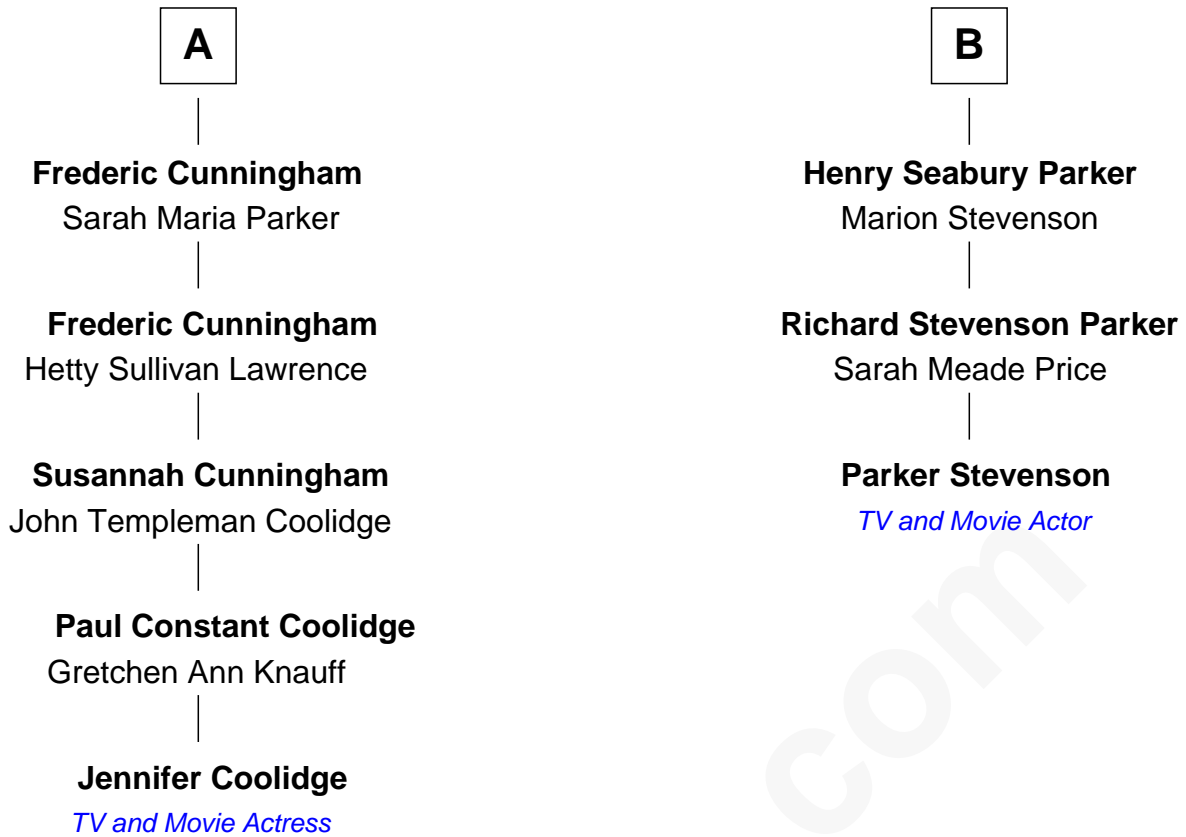 A
Frederic Cunningham
Sarah Maria Parker
Frederic Cunningham
Hetty Sullivan Lawrence
Susannah Cunningham
John Templeman Coolidge
Paul Constant Coolidge
Gretchen Ann Knauff
Jennifer Coolidge
TV and Movie Actress
B
Henry Seabury Parker
Marion Stevenson
Richard Stevenson Parker
Sarah Meade Price
Parker Stevenson
TV and Movie Actor
com